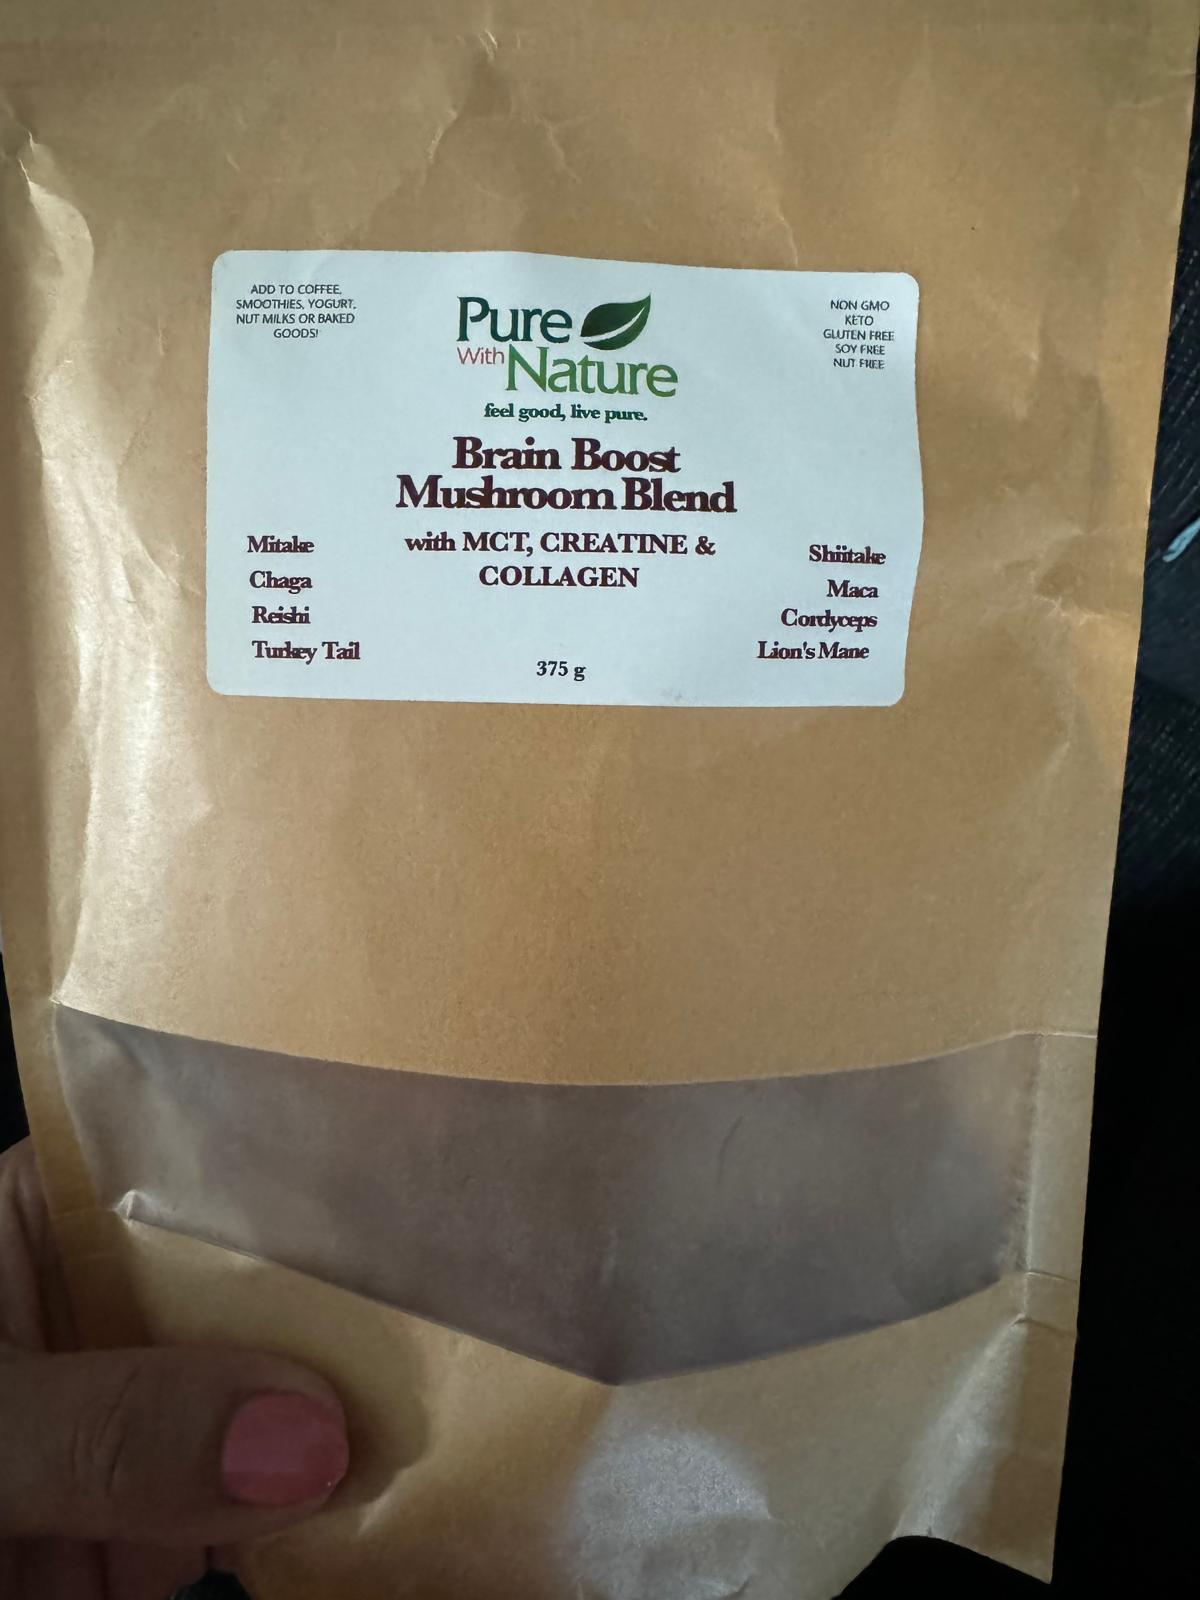 ADD TO COFFEE,
SMOOTHIES, YOGURT,
NUT MILKS OR BAKED
GOODS!
Pure
With Nature
feel good, live pure.
NON GMO
KETO
GLUTEN FREE
SOY FREE
NUT FREE
Brain Boost
Mushroom Blend
with MCT, CREATINE &
COLLAGEN
Mitake
Chaga
Reishi
Turkey Tail
Shiitake
Maca
Cordyceps
Lion's Mane
375 g